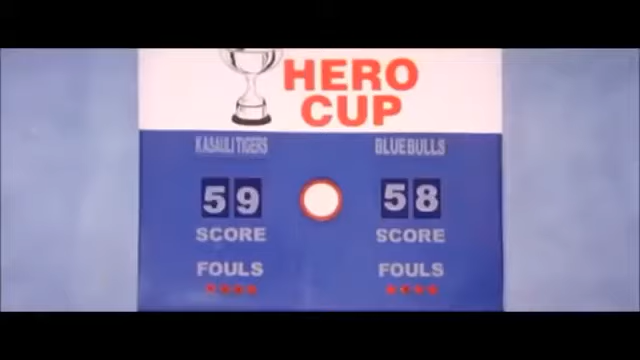 HERO
CUP
KASAULI TIGERS
BLUE BULLS
59
58
SCORE
SCORE
FOULS
FOULS